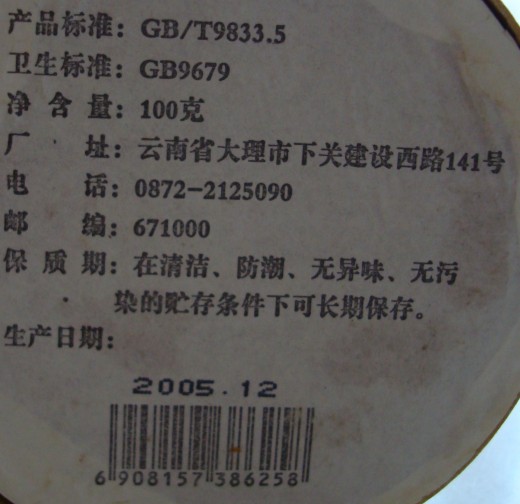 产品标准：GB/T9833.5
卫生标准：GB9679
净含量：100克
厂址：云南省大理市下关建设西路141号
电话：0872-2125090
邮编：671000
保质期：在清洁、防潮、无异味、无污
染的贮存条件下可长期保存。
生产日期：
2005.12
6 908157 386258